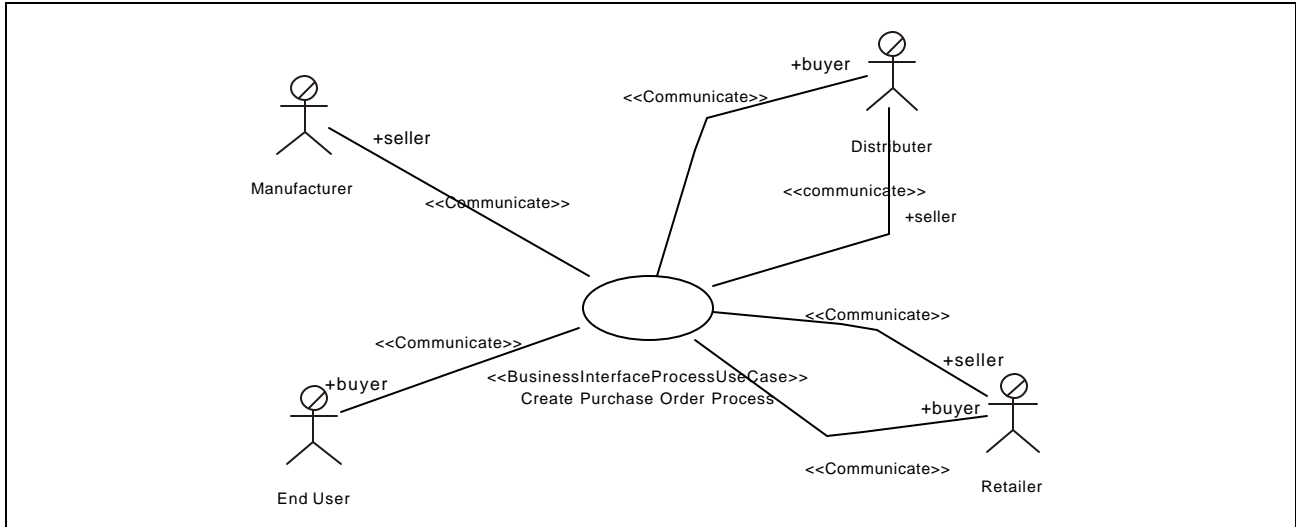 +buyer
<<Communicate>>
+seller
Distributer
Manufacturer
<<communicate>>
<<Communicate>>
+seller
<<Communicate>>
<<Communicate>>
+seller
+buyer
<<BusinessInterfaceProcessUseCase>>
Create Purchase Order Process
+buyer
<<Communicate>>
Retailer
End User